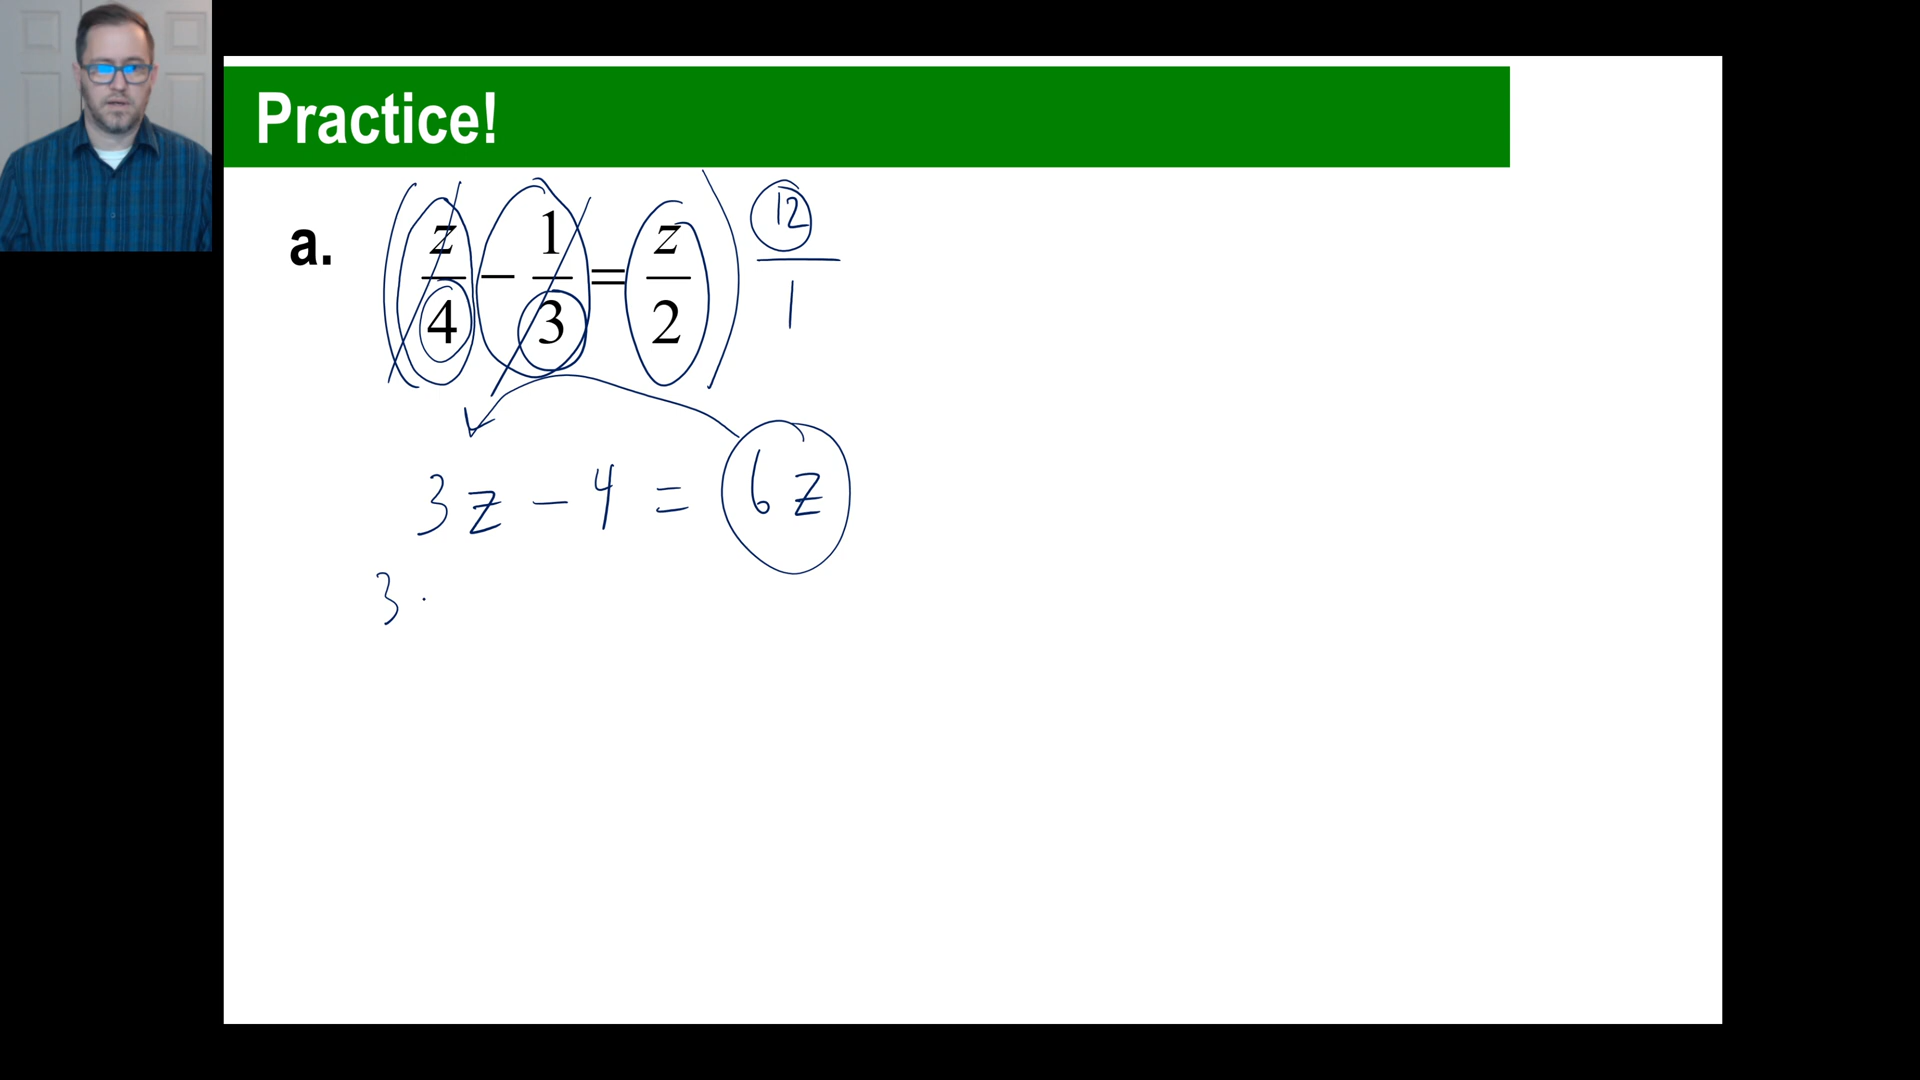 Practice!
a. (z/4 − 1/3 = z/2) 12/1
3z − 4 = 6z
3